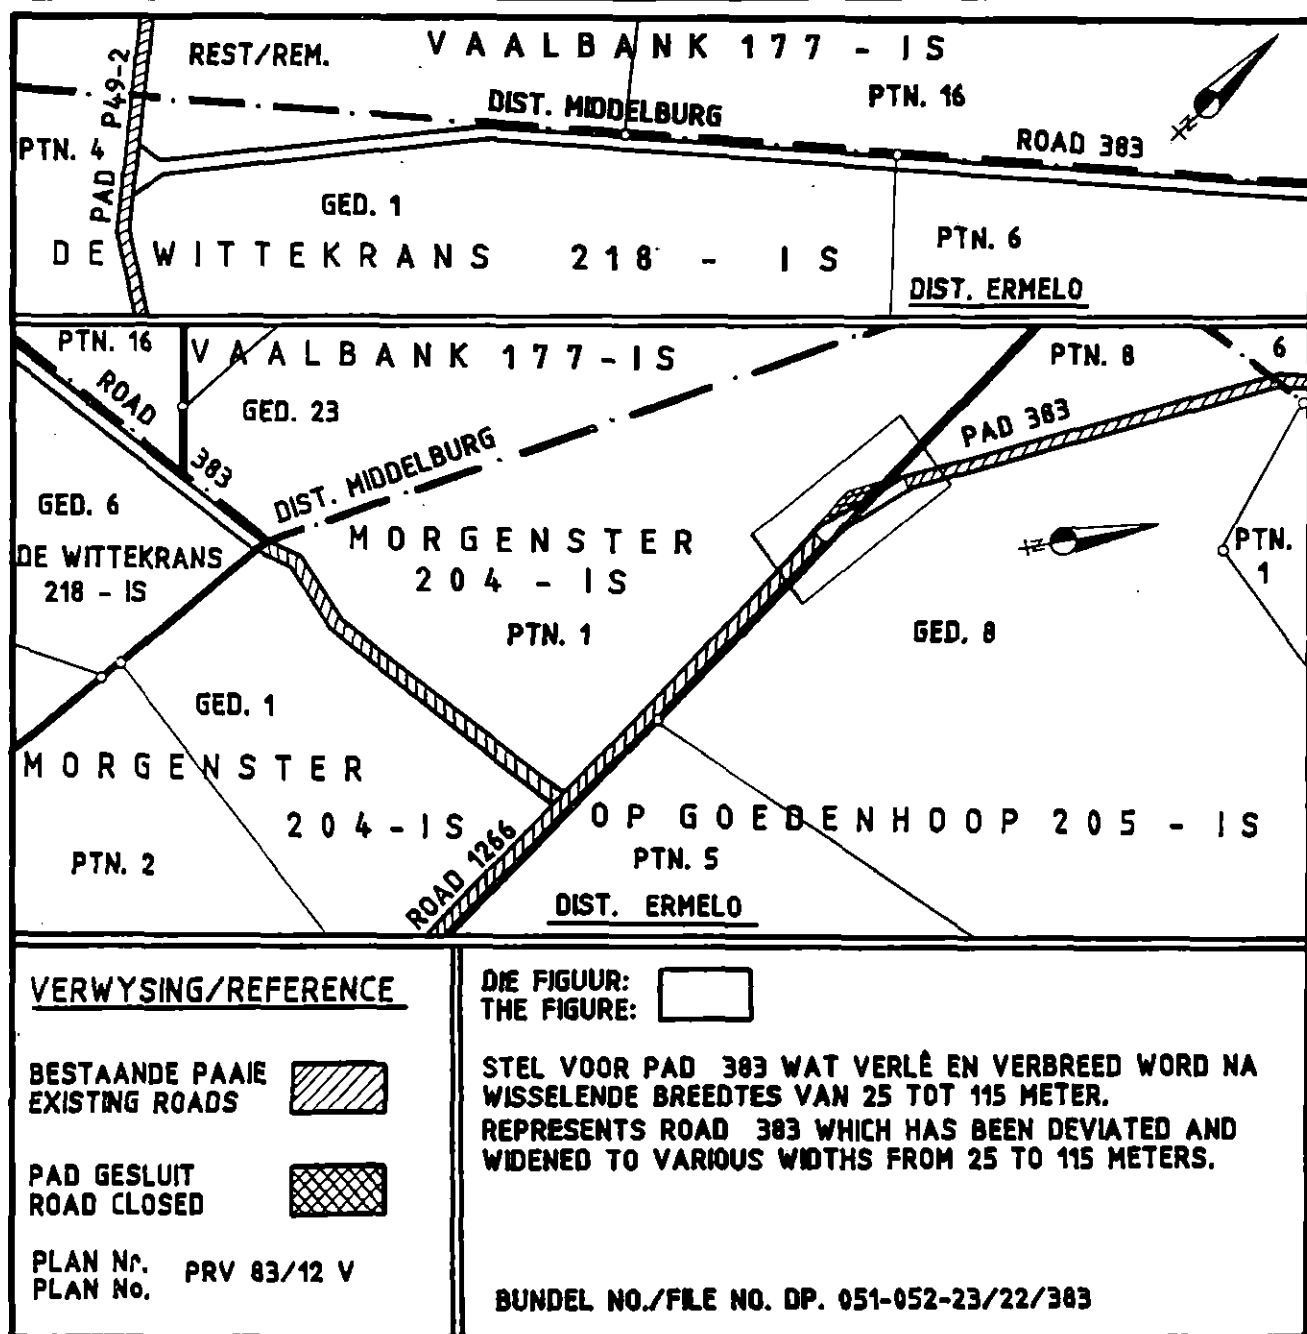 VAALBANK 177 - IS
REST/REM.
PAD P49-2
DIST. MIDDELBURG
PTN. 16
ROAD 383
PTN. 4
GED. 1
DE WITTEKRANS 218 - IS
PTN. 6
DIST. ERMELO
PTN. 16
VAALBANK 177-IS
ROAD 383
GED. 23
DIST. MIDDELBURG
PTN. 8
6
PAD 383
GED. 6
DE WITTEKRANS
218 - IS
MORGENSTER
204 - IS
PTN. 1
PTN.
1
GED. 8
GED. 1
MORGENSTER
204-IS
PTN. 2
ROAD 1266
OP GOEDENHOOP 205 - IS
PTN. 5
DIST. ERMELO
VERWYSING/REFERENCE
BESTAANDE PAAIE
EXISTING ROADS
PAD GESLUIT
ROAD CLOSED
PLAN Nr.
PLAN No.
PRV 83/12 V
DIE FIGUUR:
THE FIGURE:
STEL VOOR PAD 383 WAT VERLÊ EN VERBREED WORD NA
WISSELENDE BREEDTES VAN 25 TOT 115 METER.
REPRESENTS ROAD 383 WHICH HAS BEEN DEVIATED AND
WIDENED TO VARIOUS WIDTHS FROM 25 TO 115 METERS.
BUNDEL NO./FILE NO. DP. 051-052-23/22/383